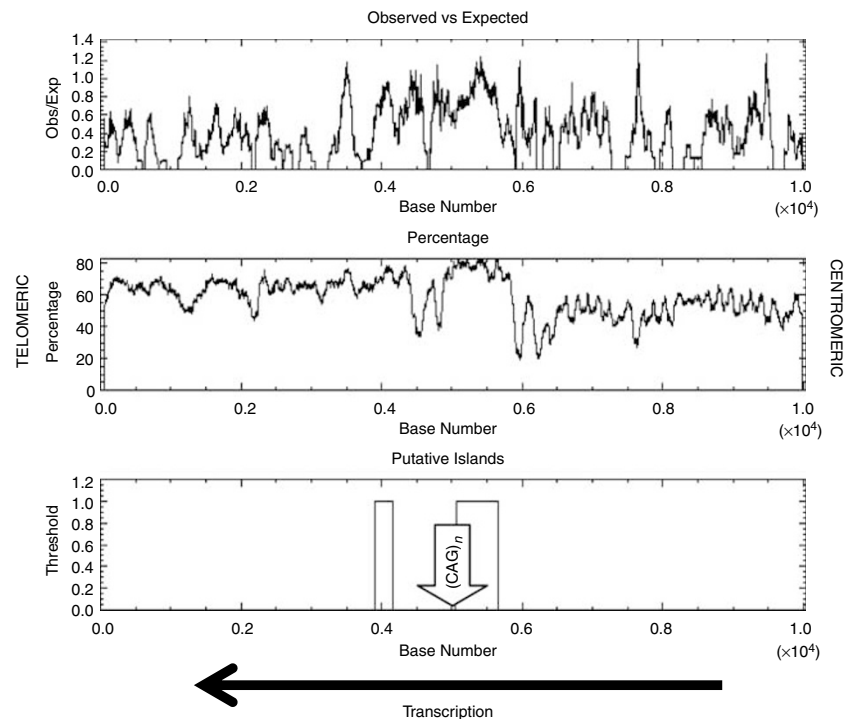 Observed vs Expected
Obs/Exp
1.4
1.2
1.0
0.8
0.6
0.4
0.2
0.0
0.0 0.2 0.4 0.6 0.8 1.0
Base Number
(×10⁴)
Percentage
TELOMERIC
Percentage
80
60
40
20
0
CENTROMERIC
0.0 0.2 0.4 0.6 0.8 1.0
Base Number
(×10⁴)
Putative Islands
Threshold
1.2
1.0
0.8
0.6
0.4
0.2
0.0
(CAG)n
0.0 0.2 0.4 0.6 0.8 1.0
Base Number
(×10⁴)
Transcription